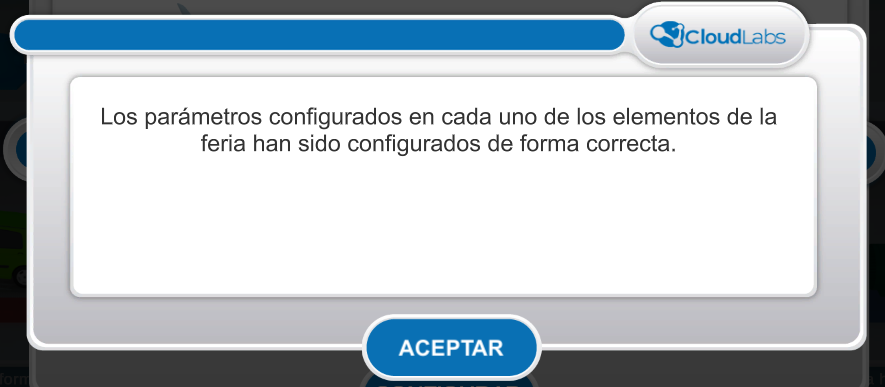 CloudLabs
Los parámetros configurados en cada uno de los elementos de la
feria han sido configurados de forma correcta.
ACEPTAR